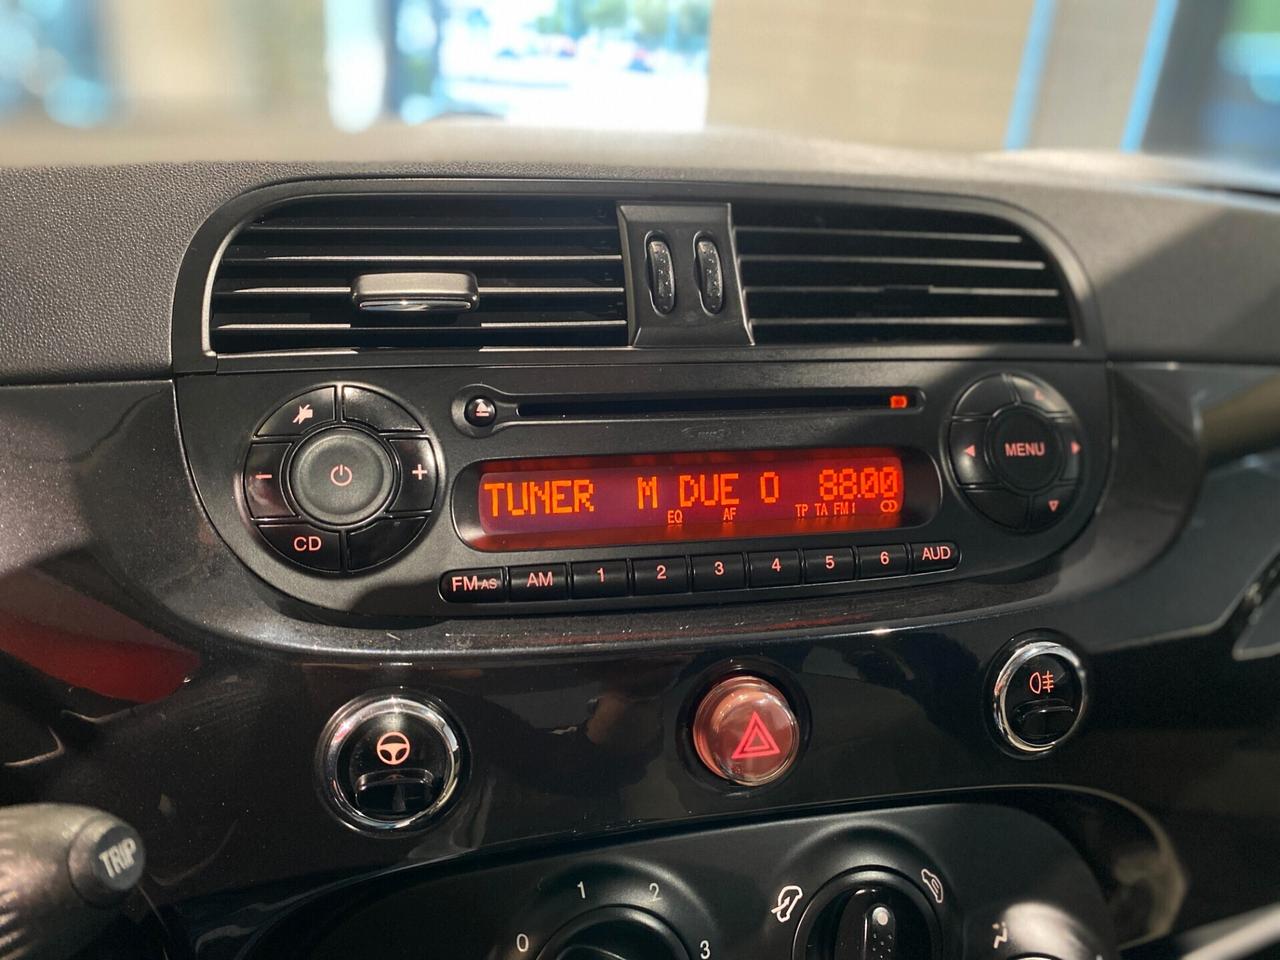 MENU
TUNER M DUE O 88.00
EQ AF TP TA FM1
CD
FM AS AM 1 2 3 4 5 6 AUD
TRIP
0 1 2 3